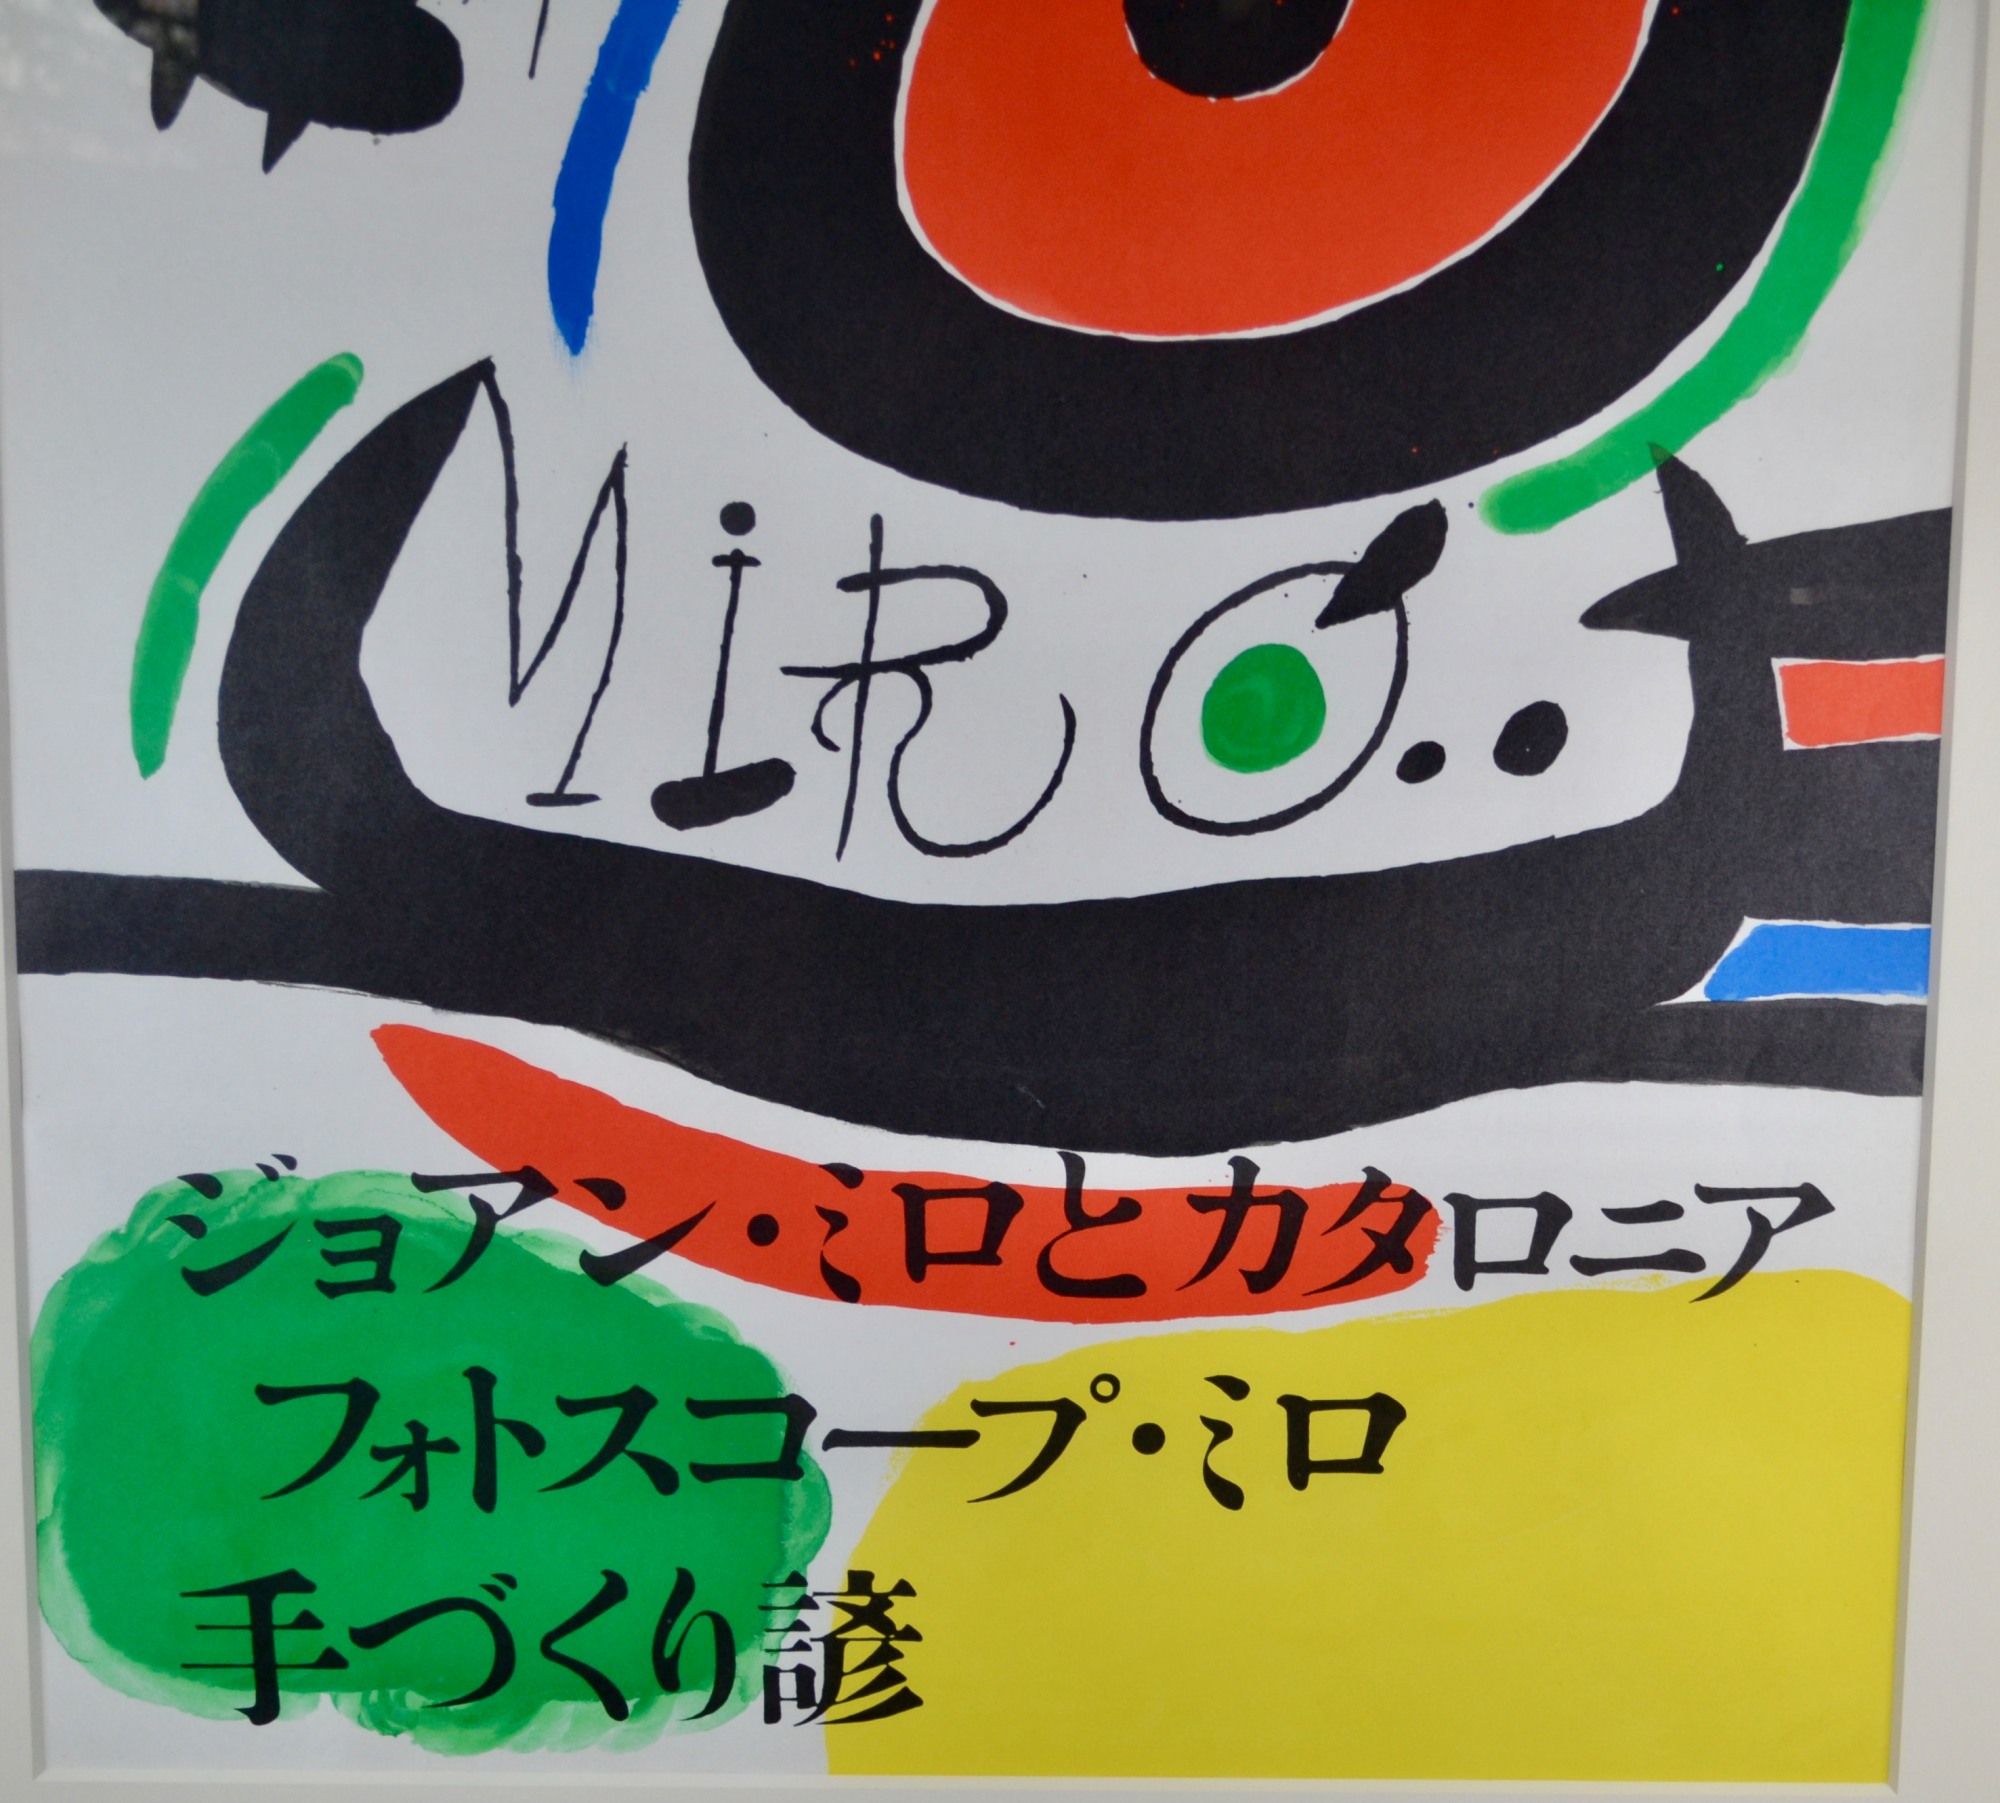 MiRÓ..
ジョアン・ミロとカタロニア
フォトスコープ・ミロ
手づくり諺